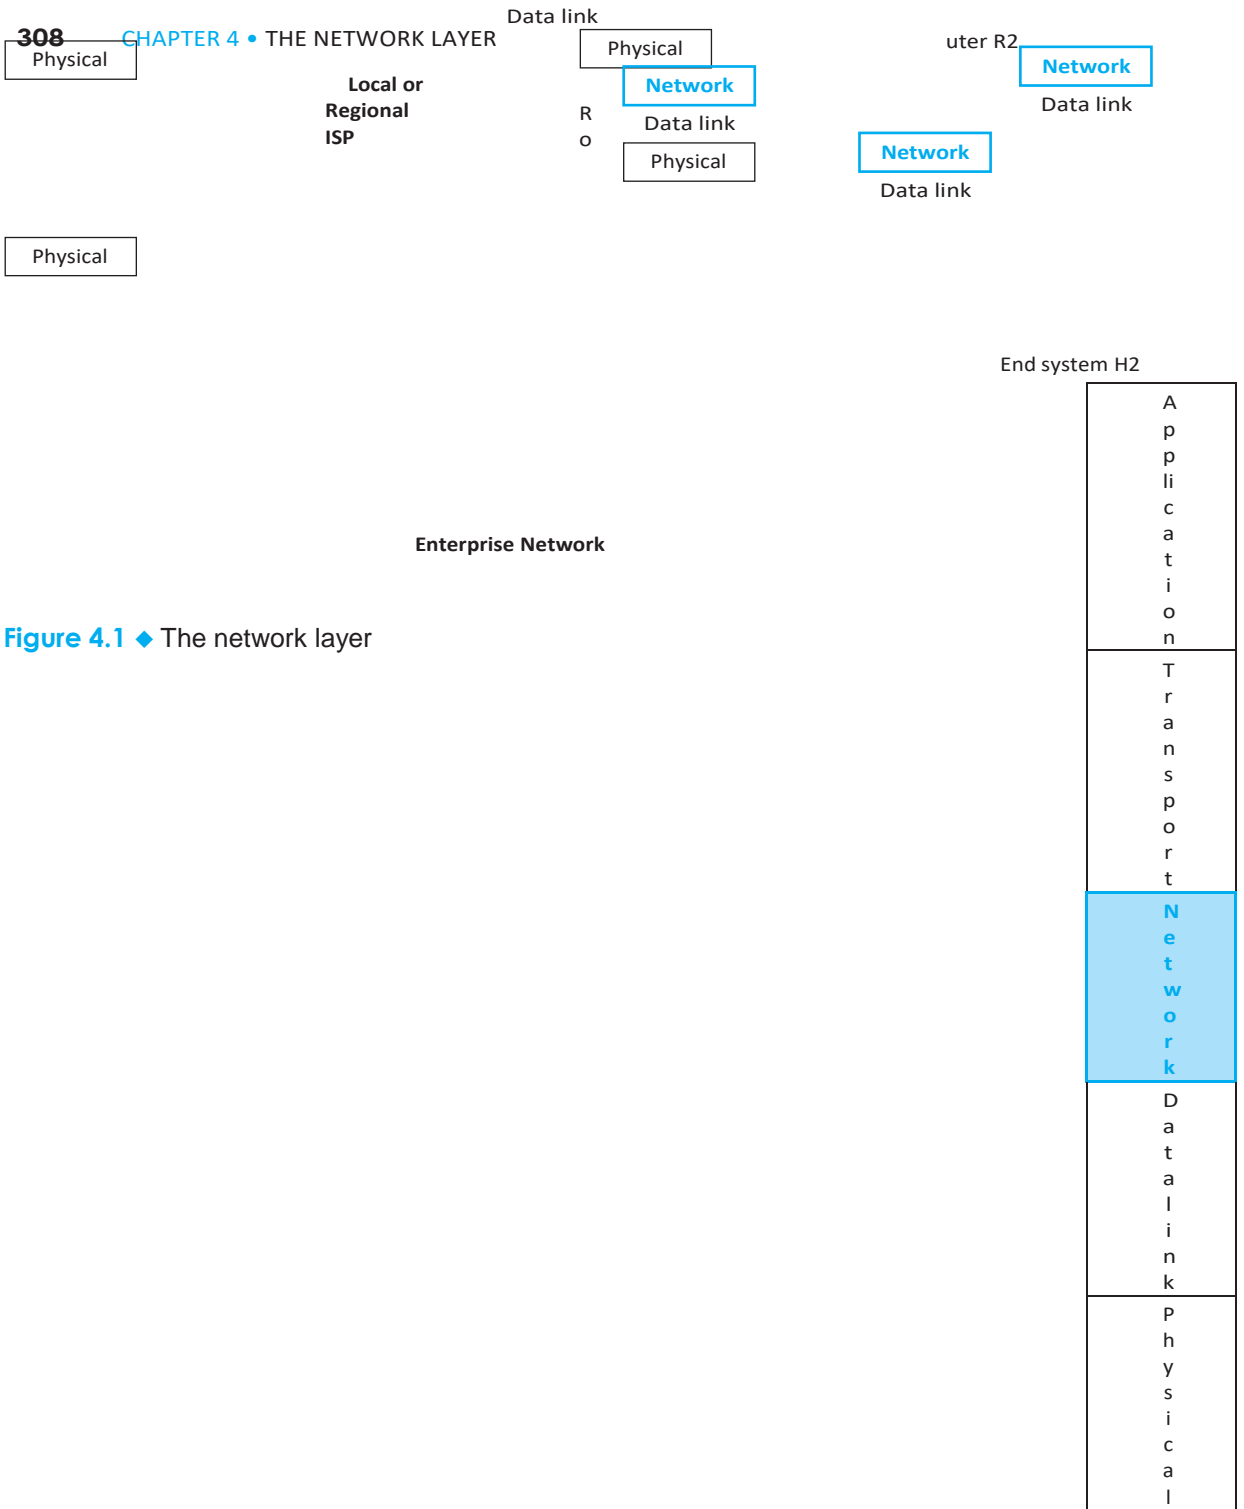 Data link
308 CHAPTER 4 • THE NETWORK LAYER
Physical
Physical
uter R2
Network
Data link
Local or
Regional
ISP
R
o
Network
Data link
Physical
Network
Data link
Physical
End system H2
A
p
p
li
c
a
t
i
o
n
Enterprise Network
Figure 4.1 ◆ The network layer
T
r
a
n
s
p
o
r
t
N
e
t
w
o
r
k
D
a
t
a
l
i
n
k
P
h
y
s
i
c
a
l